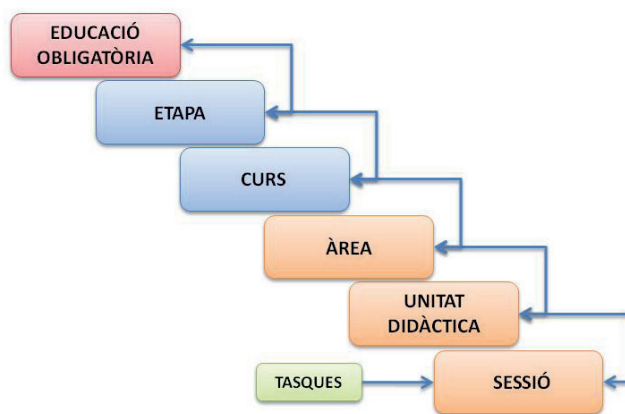 EDUCACIÓ
OBLIGATÒRIA
ETAPA
CURS
ÀREA
UNITAT
DIDÀCTICA
TASQUES
SESSIÓ